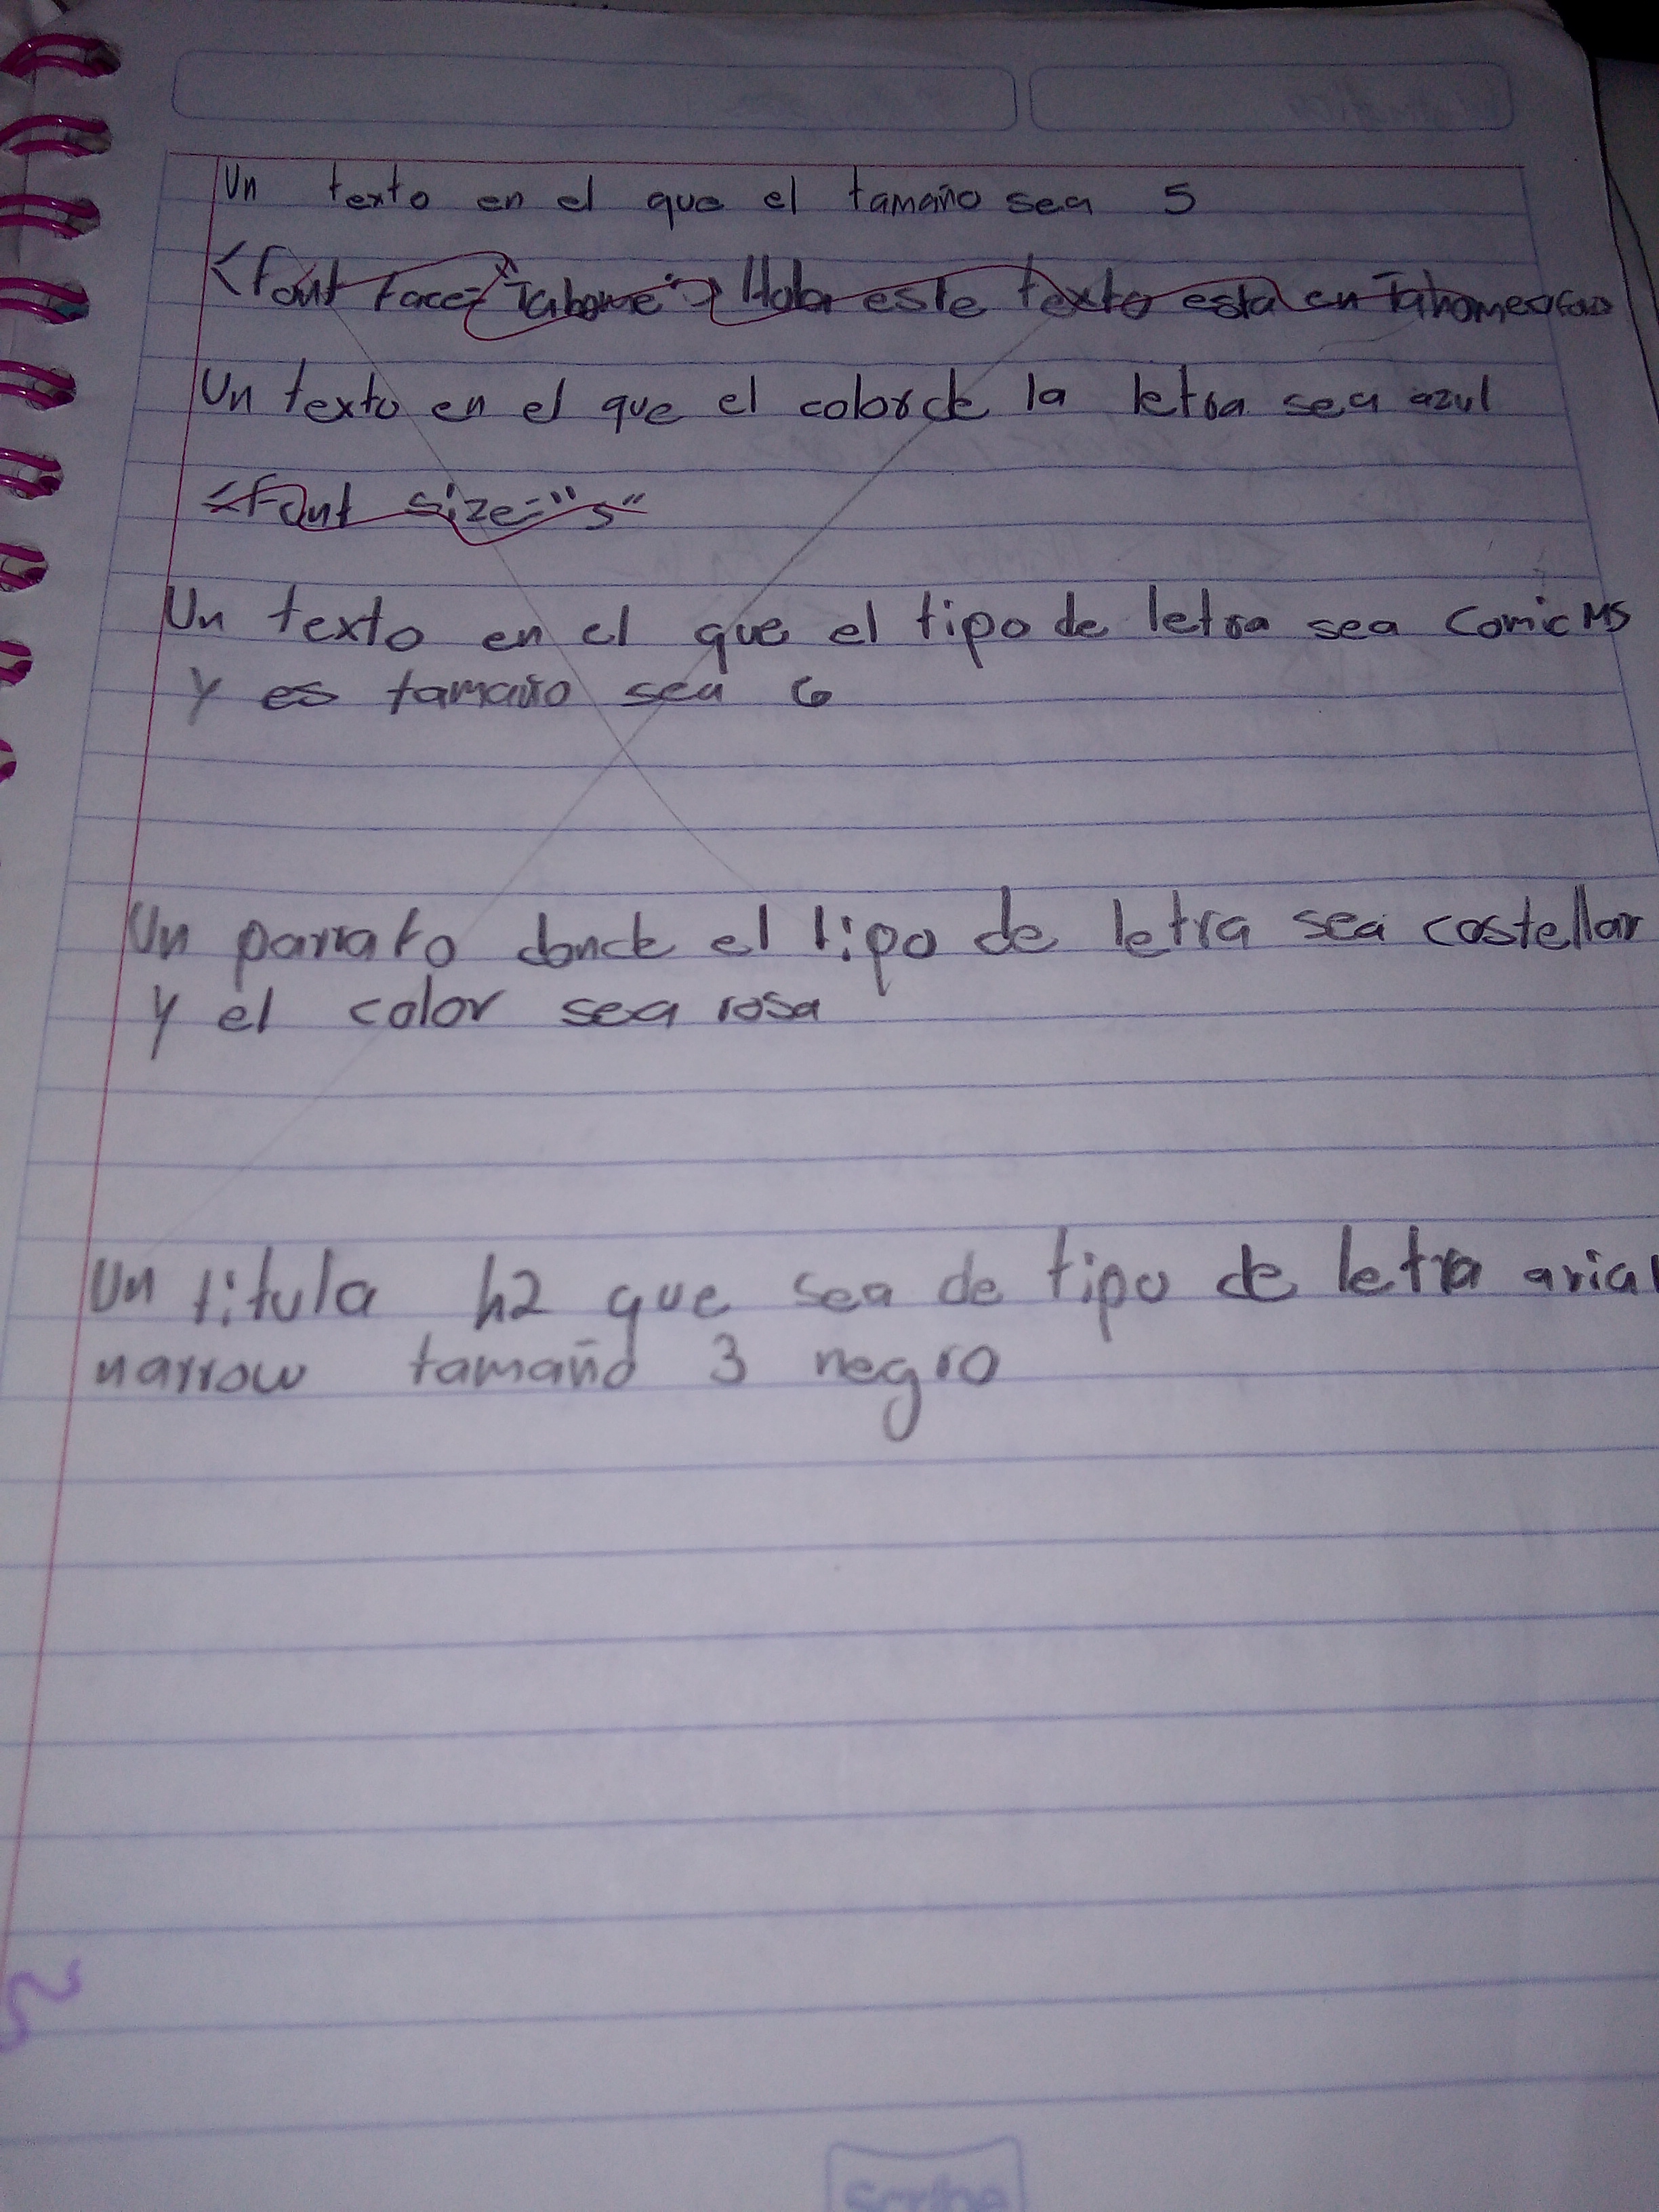 Un texto en el que el tamaño sea 5
<font face="Tahome"> Hola este texto esta en Tahome
Un texto en el que el color de la letra sea azul
<font size="5"
Un texto en el que el tipo de letra sea Comic MS
y es tamaño sea 6
Un parrafo donde el tipo de letra sea costellar
y el color sea rosa
Un titula h2 que sea de tipo de letra arial
narrow tamaño 3 negro
scribe